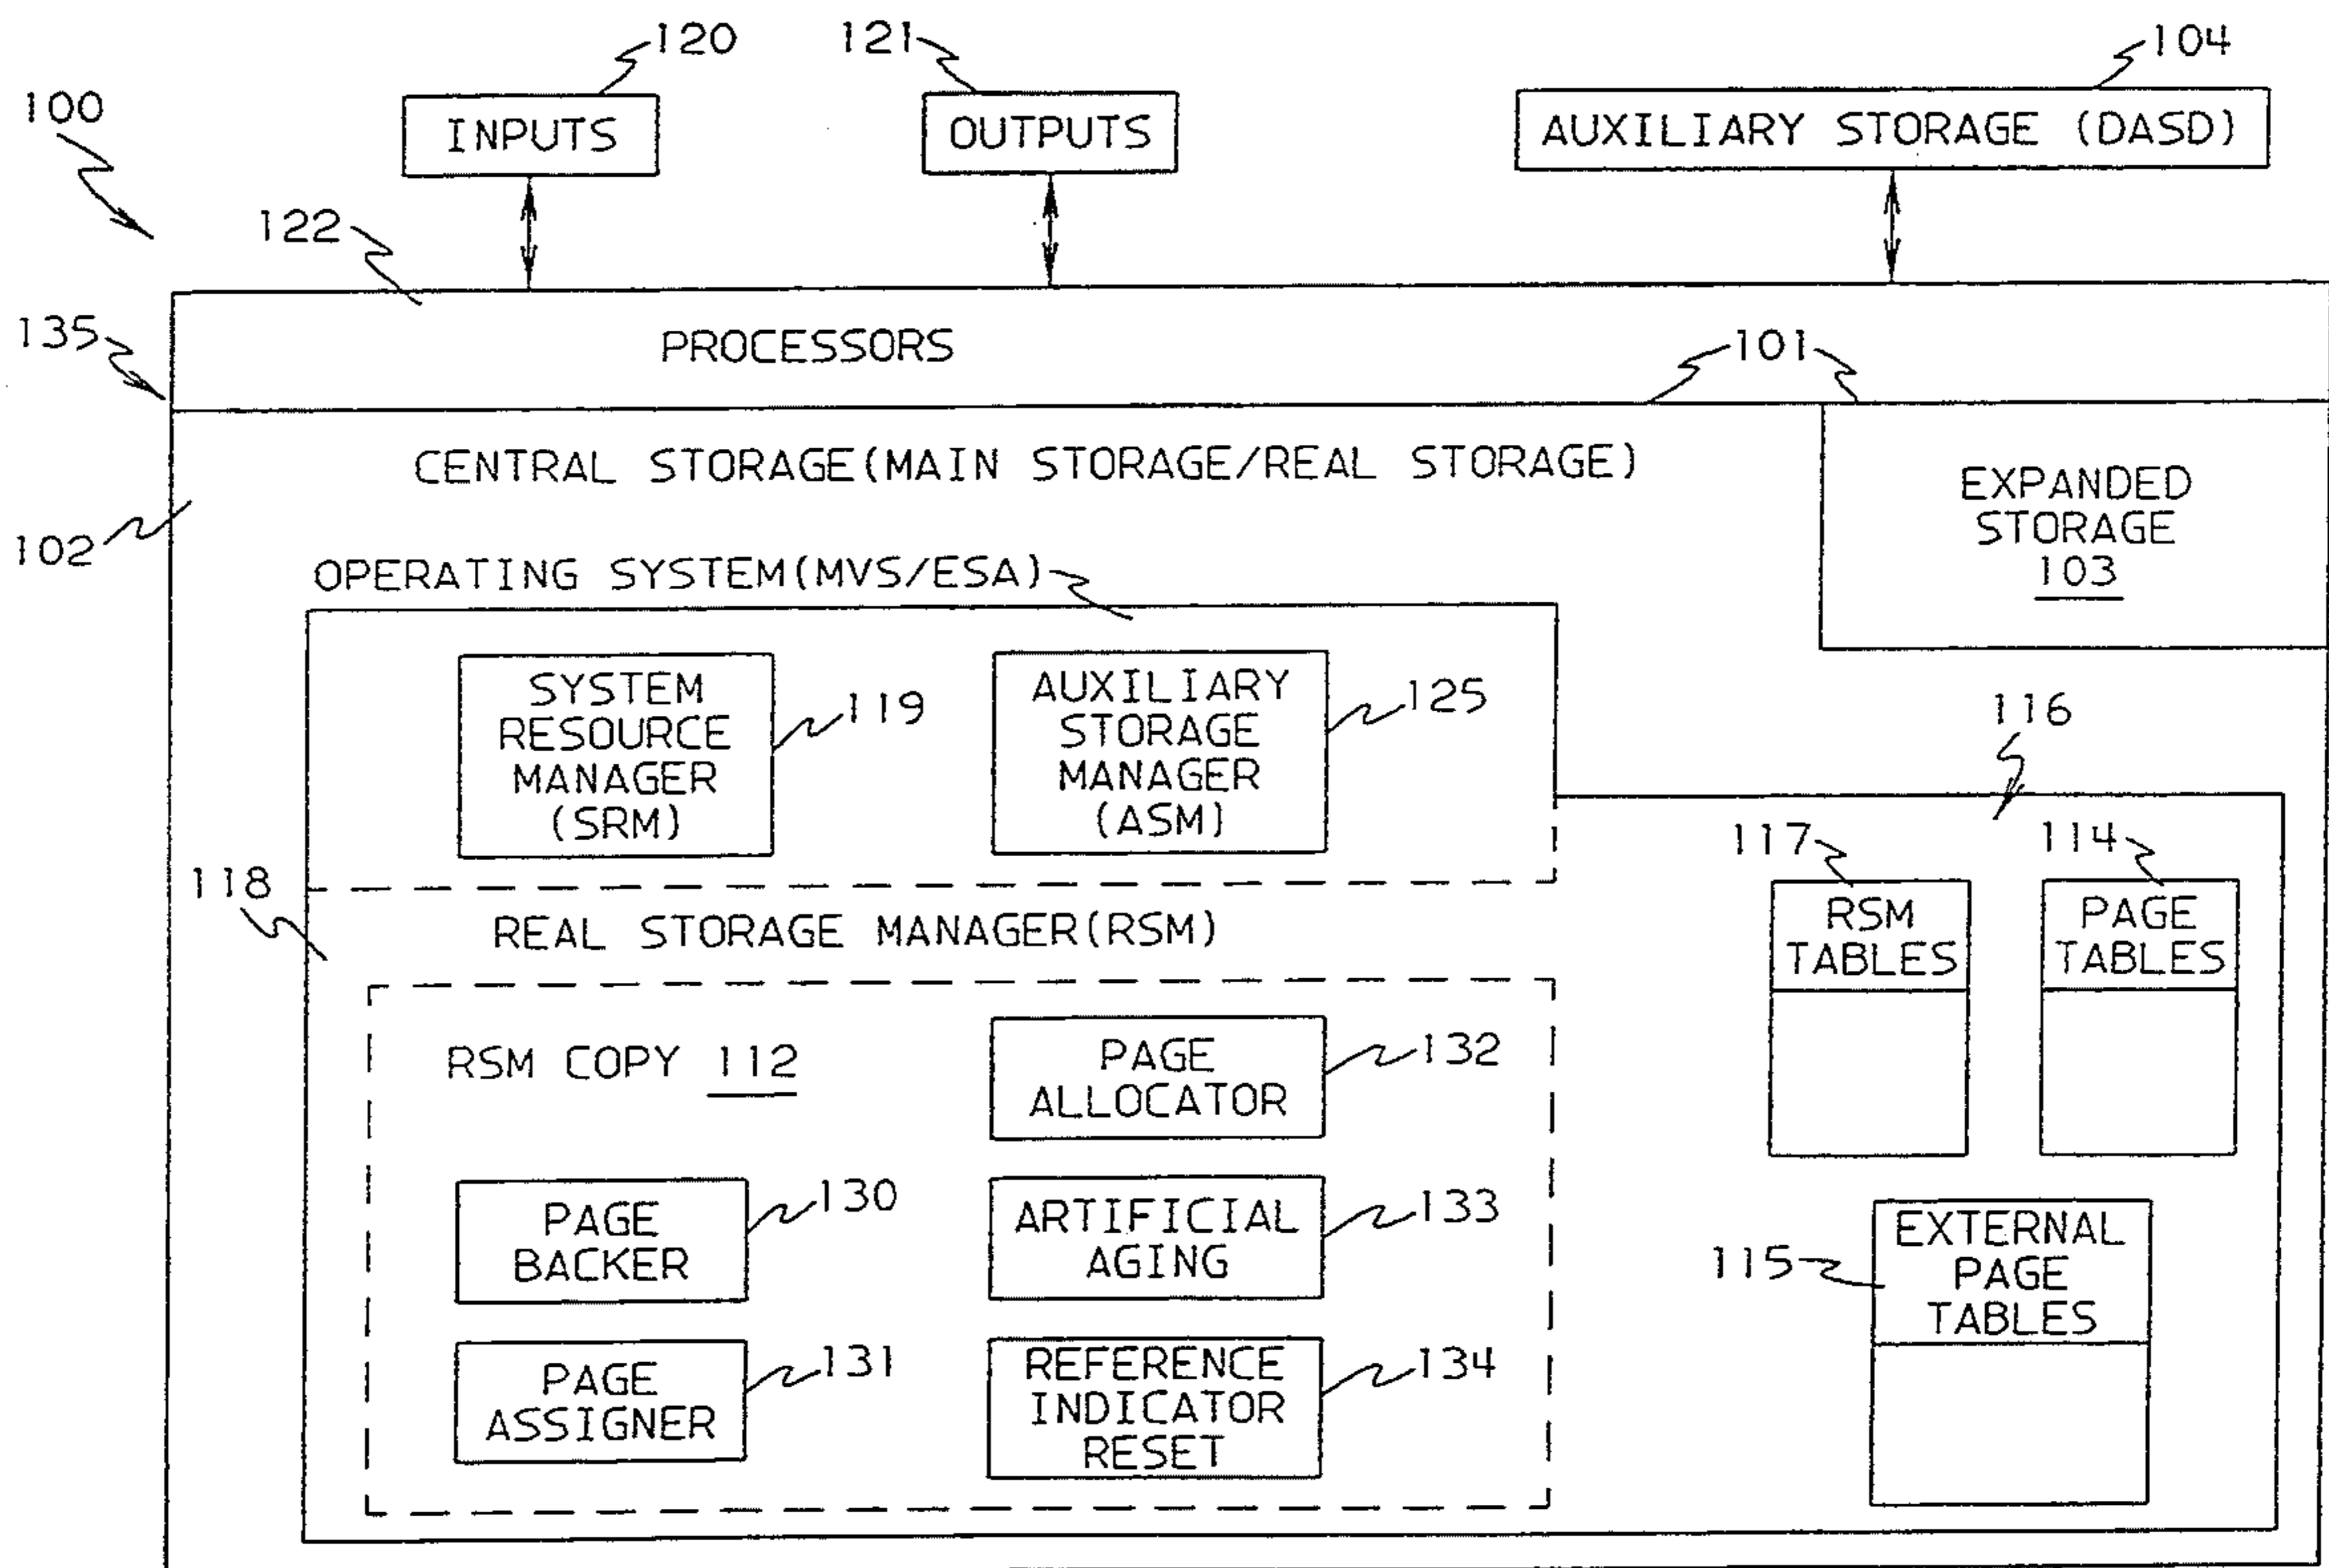 120
121
104
100
INPUTS
OUTPUTS
AUXILIARY STORAGE (DASD)
122
135
PROCESSORS
101
CENTRAL STORAGE(MAIN STORAGE/REAL STORAGE)
EXPANDED
STORAGE
103
102
OPERATING SYSTEM(MVS/ESA)
SYSTEM
RESOURCE
MANAGER
(SRM)
119
AUXILIARY
STORAGE
MANAGER
(ASM)
125
116
118
117
114
REAL STORAGE MANAGER(RSM)
RSM
TABLES
PAGE
TABLES
RSM COPY 112
PAGE
ALLOCATOR
132
PAGE
BACKER
130
ARTIFICIAL
AGING
133
115
EXTERNAL
PAGE
TABLES
PAGE
ASSIGNER
131
REFERENCE
INDICATOR
RESET
134